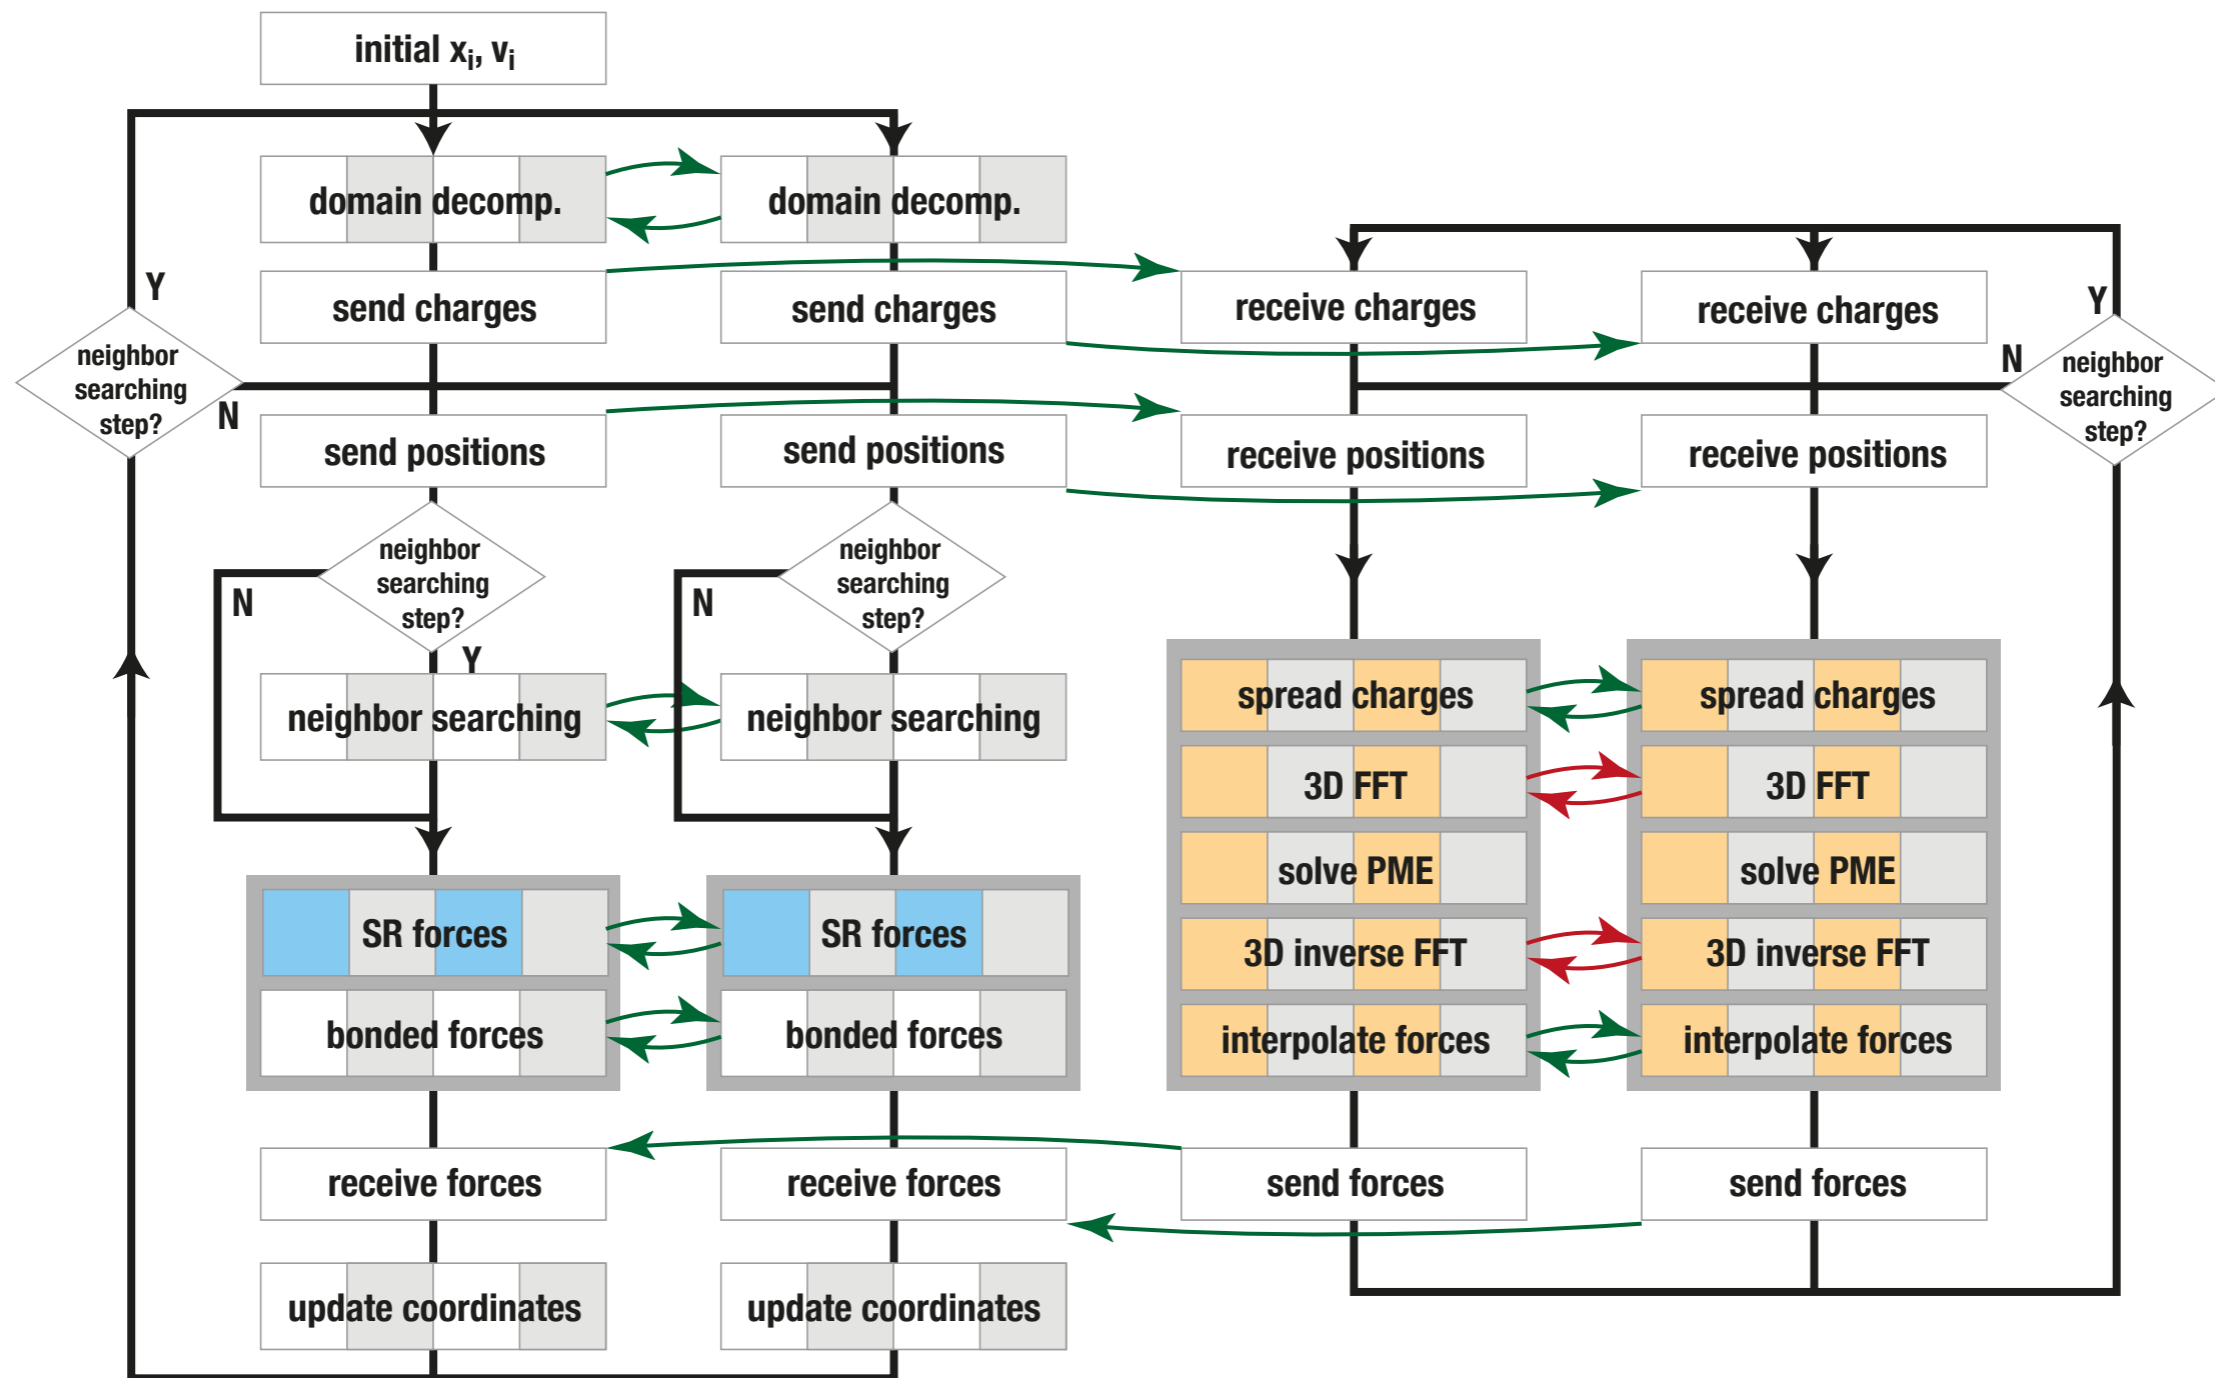 initial xi, vi
domain decomp.
domain decomp.
Y
send charges
send charges
receive charges
receive charges
Y
neighbor
searching
step?
N
N
neighbor
searching
step?
send positions
send positions
receive positions
receive positions
neighbor
searching
step?
N
Y
neighbor
searching
step?
N
neighbor searching
neighbor searching
spread charges
spread charges
3D FFT
3D FFT
solve PME
solve PME
SR forces
SR forces
3D inverse FFT
3D inverse FFT
bonded forces
bonded forces
interpolate forces
interpolate forces
receive forces
receive forces
send forces
send forces
update coordinates
update coordinates